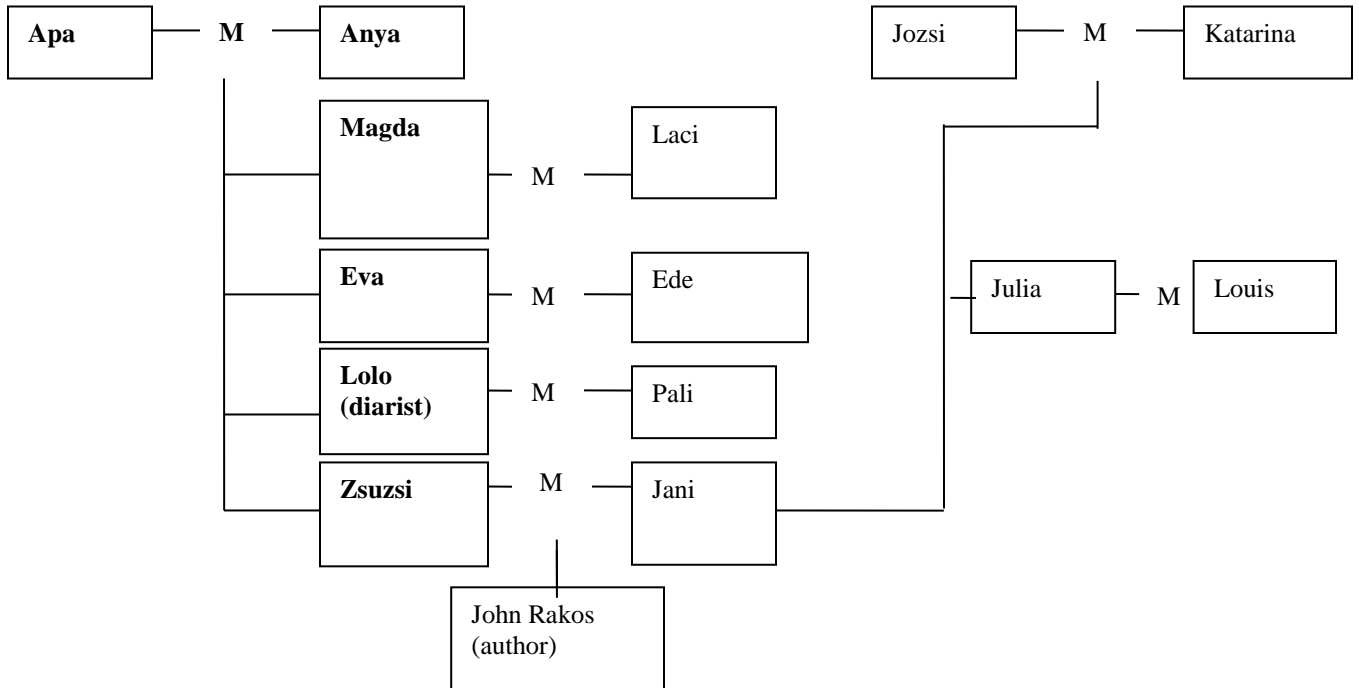 Apa M Anya Jozsi M Katarina
Magda
Laci
M
Eva M Ede
Julia M Louis
Lolo
(diarist) M Pali
Zsuzsi M Jani
John Rakos
(author)